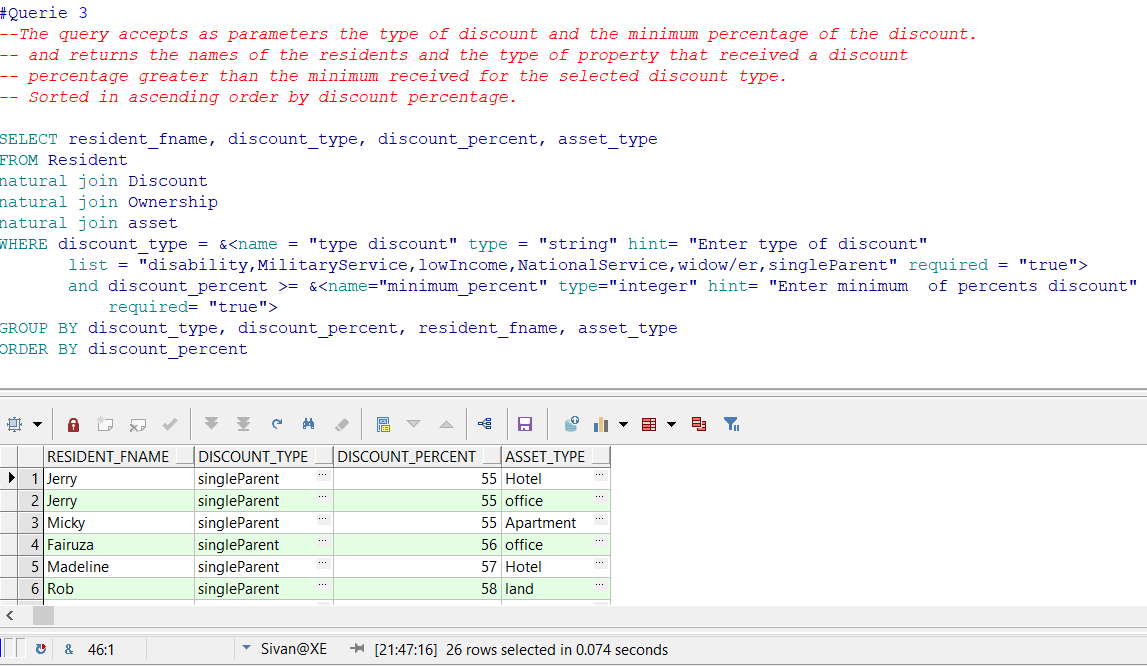 #Querie 3
--The query accepts as parameters the type of discount and the minimum percentage of the discount.
-- and returns the names of the residents and the type of property that received a discount
-- percentage greater than the minimum received for the selected discount type.
-- Sorted in ascending order by discount percentage.
SELECT resident_fname, discount_type, discount_percent, asset_type
FROM Resident
natural join Discount
natural join Ownership
natural join asset
WHERE discount_type = &<name = "type discount" type = "string" hint= "Enter type of discount"
list = "disability,MilitaryService,lowIncome,NationalService,widow/er,singleParent" required = "true">
and discount_percent >= &<name="minimum_percent" type="integer" hint= "Enter minimum  of percents discount"
required= "true">
GROUP BY discount_type, discount_percent, resident_fname, asset_type
ORDER BY discount_percent
RESIDENT_FNAME DISCOUNT_TYPE DISCOUNT_PERCENT ASSET_TYPE
1 Jerry singleParent ... 55 Hotel ...
2 Jerry singleParent ... 55 office ...
3 Micky singleParent ... 55 Apartment ...
4 Fairuza singleParent ... 56 office ...
5 Madeline singleParent ... 57 Hotel ...
6 Rob singleParent ... 58 land ...
& 46:1 Sivan@XE [21:47:16] 26 rows selected in 0.074 seconds